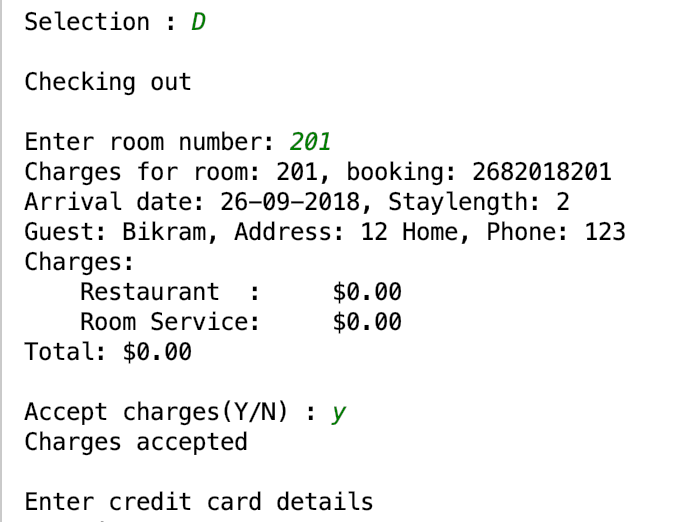 Selection : D
Checking out
Enter room number: 201
Charges for room: 201, booking: 2682018201
Arrival date: 26-09-2018, Staylength: 2
Guest: Bikram, Address: 12 Home, Phone: 123
Charges:
Restaurant  :     $0.00
Room Service:     $0.00
Total: $0.00
Accept charges(Y/N) : y
Charges accepted
Enter credit card details